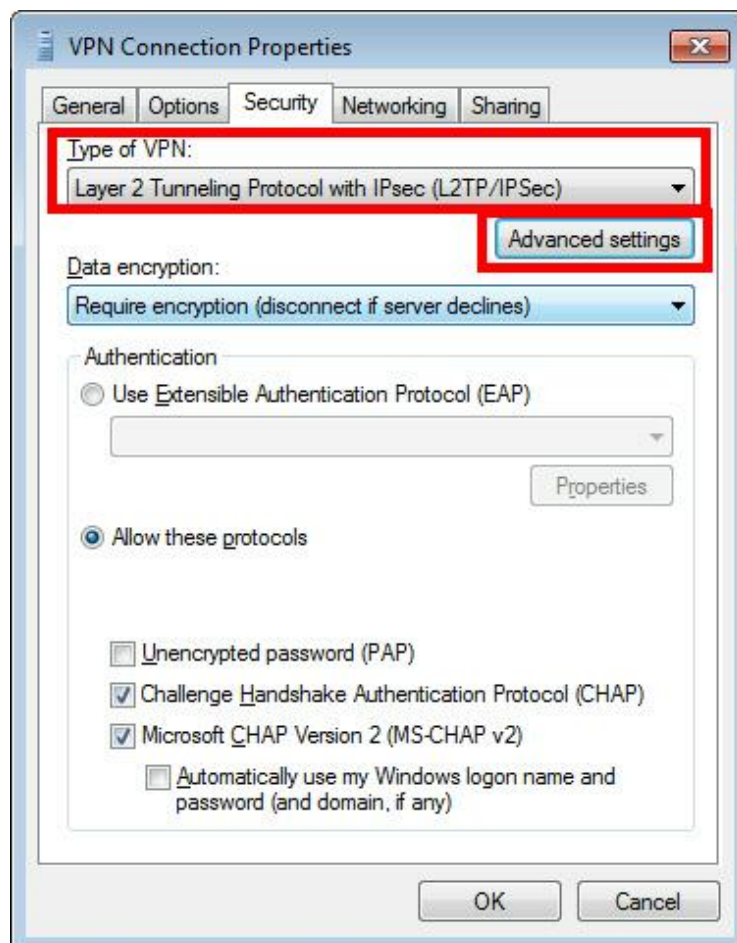 VPN Connection Properties
General Options Security Networking Sharing
Type of VPN:
Layer 2 Tunneling Protocol with IPsec (L2TP/IPSec)
Advanced settings
Data encryption:
Require encryption (disconnect if server declines)
Authentication
Use Extensible Authentication Protocol (EAP)
Properties
Allow these protocols
Unencrypted password (PAP)
Challenge Handshake Authentication Protocol (CHAP)
Microsoft CHAP Version 2 (MS-CHAP v2)
Automatically use my Windows logon name and
password (and domain, if any)
OK Cancel